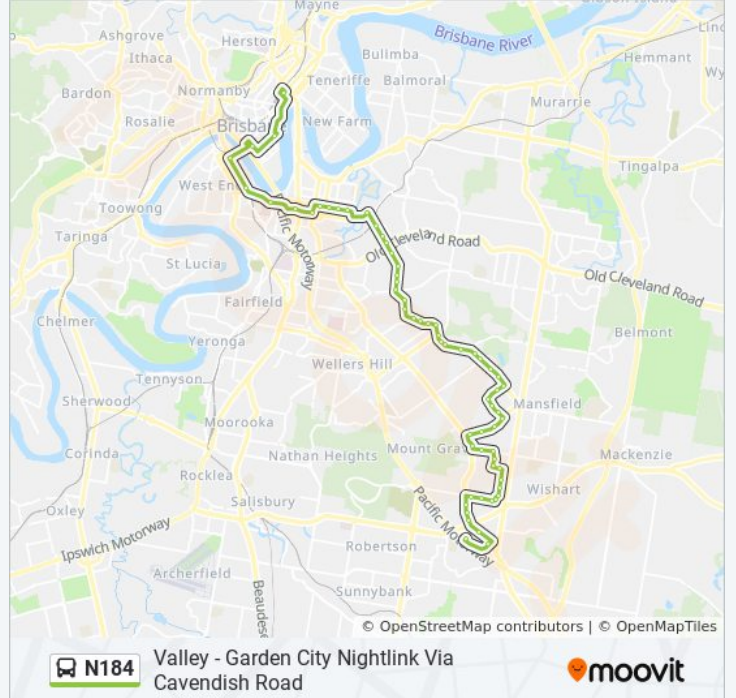 Mayne
Ashgrove
Herston
Ithaca
Brisbane River
Bulimba
Hemmant
Bardon
Normanby
Teneriffe
Balmoral
Murarrie
Rosalie
Brisbane
New Farm
Tingalpa
West End
Toowong
Pacific Motorway
Taringa
Old Cleveland Road
St Lucia
Old Cleveland Road
Fairfield
Chelmer
Belmont
Yeronga
Wellers Hill
Tennyson
Sherwood
Mansfield
Moorooka
Corinda
Nathan Heights
Mount Gra
Mackenzie
Rocklea
Wishart
Salisbury
Pacific Motorway
Oxley
Ipswich Motorway
Robertson
Archerfield
Sunnybank
Beaudese
© OpenStreetMap contributors | © OpenMapTiles
N184
Valley - Garden City Nightlink Via
Cavendish Road
moovit